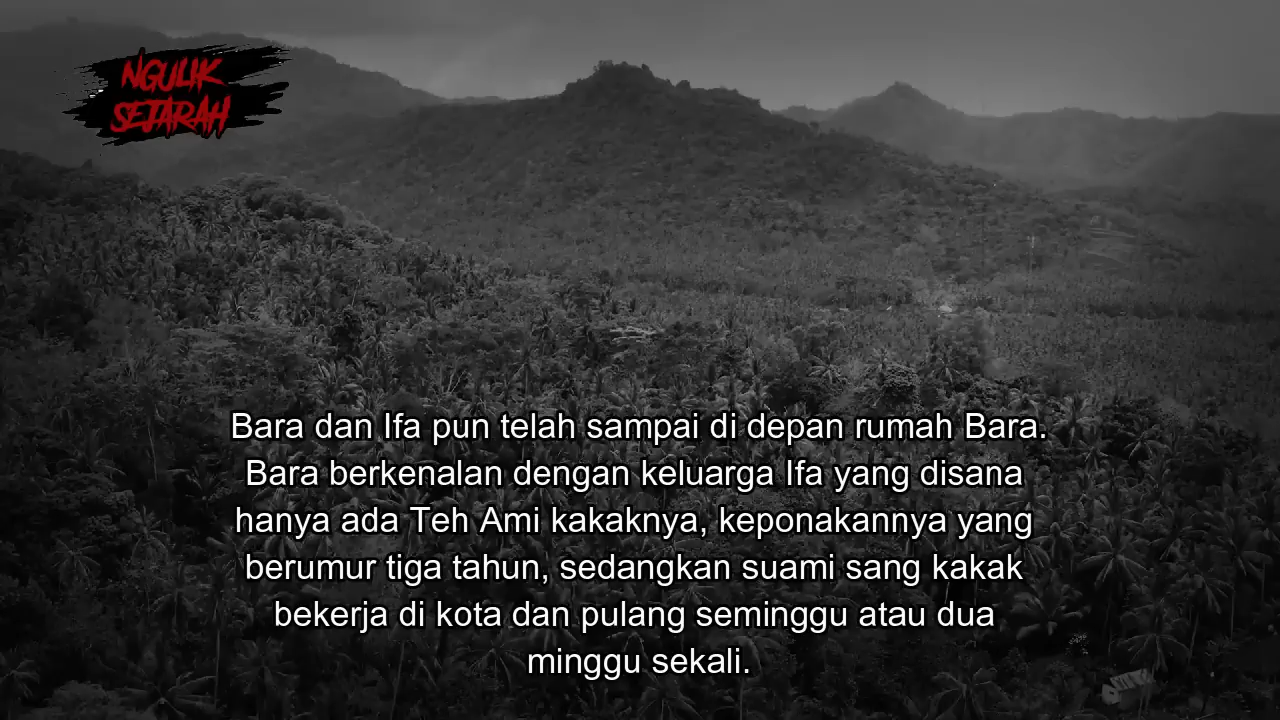 NGULIK
SEJARAH
Bara dan Ifa pun telah sampai di depan rumah Bara.
Bara berkenalan dengan keluarga Ifa yang disana
hanya ada Teh Ami kakaknya, keponakannya yang
berumur tiga tahun, sedangkan suami sang kakak
bekerja di kota dan pulang seminggu atau dua
minggu sekali.